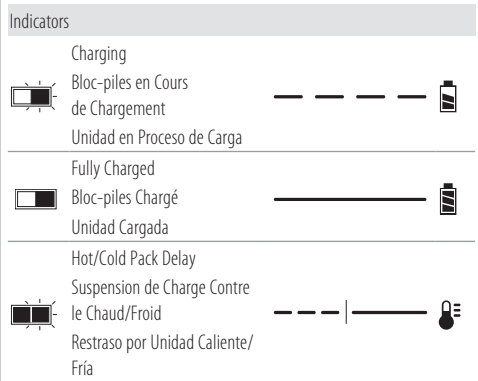 Indicators
Charging
Bloc-piles en Cours
de Chargement
Unidad en Proceso de Carga
Fully Charged
Bloc-piles Chargé
Unidad Cargada
Hot/Cold Pack Delay
Suspension de Charge Contre
le Chaud/Froid
Restraso por Unidad Caliente/
Fría